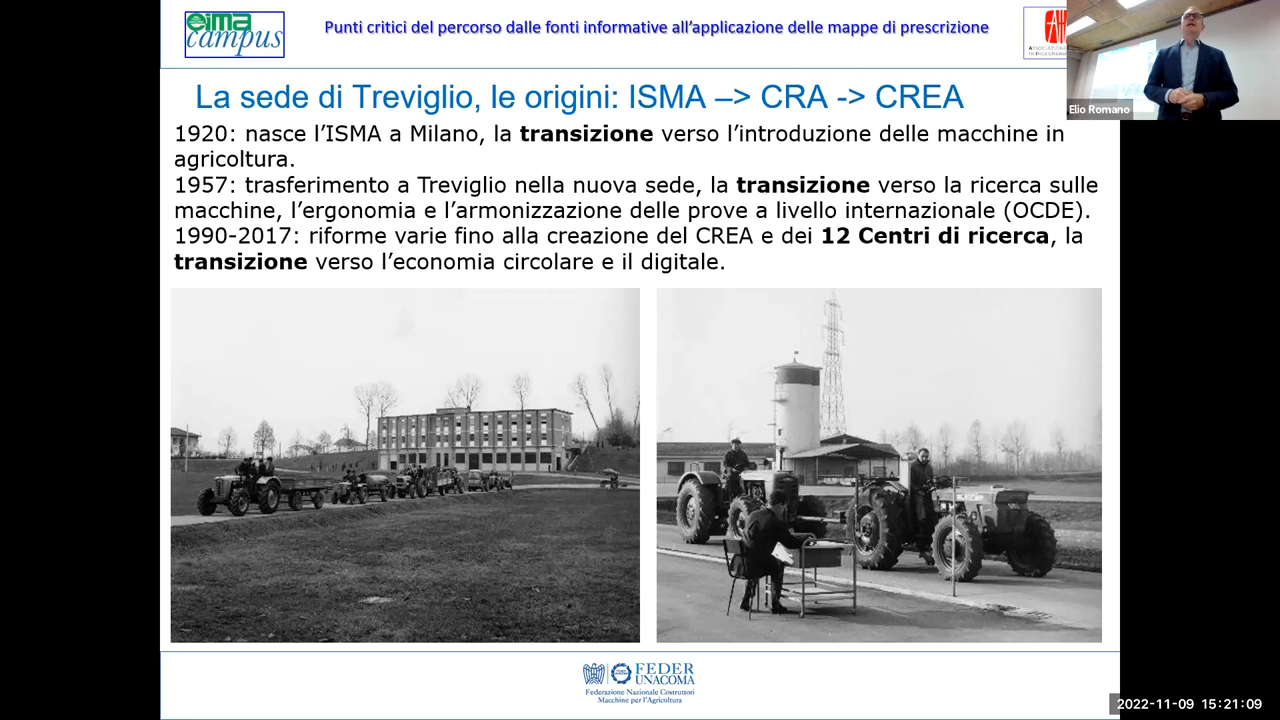 eima
campus
Punti critici del percorso dalle fonti informative all'applicazione delle mappe di prescrizione
Elio Romano
La sede di Treviglio, le origini: ISMA –> CRA -> CREA
1920: nasce l'ISMA a Milano, la transizione verso l'introduzione delle macchine in
agricoltura.
1957: trasferimento a Treviglio nella nuova sede, la transizione verso la ricerca sulle
macchine, l'ergonomia e l'armonizzazione delle prove a livello internazionale (OCDE).
1990-2017: riforme varie fino alla creazione del CREA e dei 12 Centri di ricerca, la
transizione verso l'economia circolare e il digitale.
FEDER
UNACOMA
Federazione Nazionale Costruttori
Macchine per l'Agricoltura
2022-11-09 15:21:09